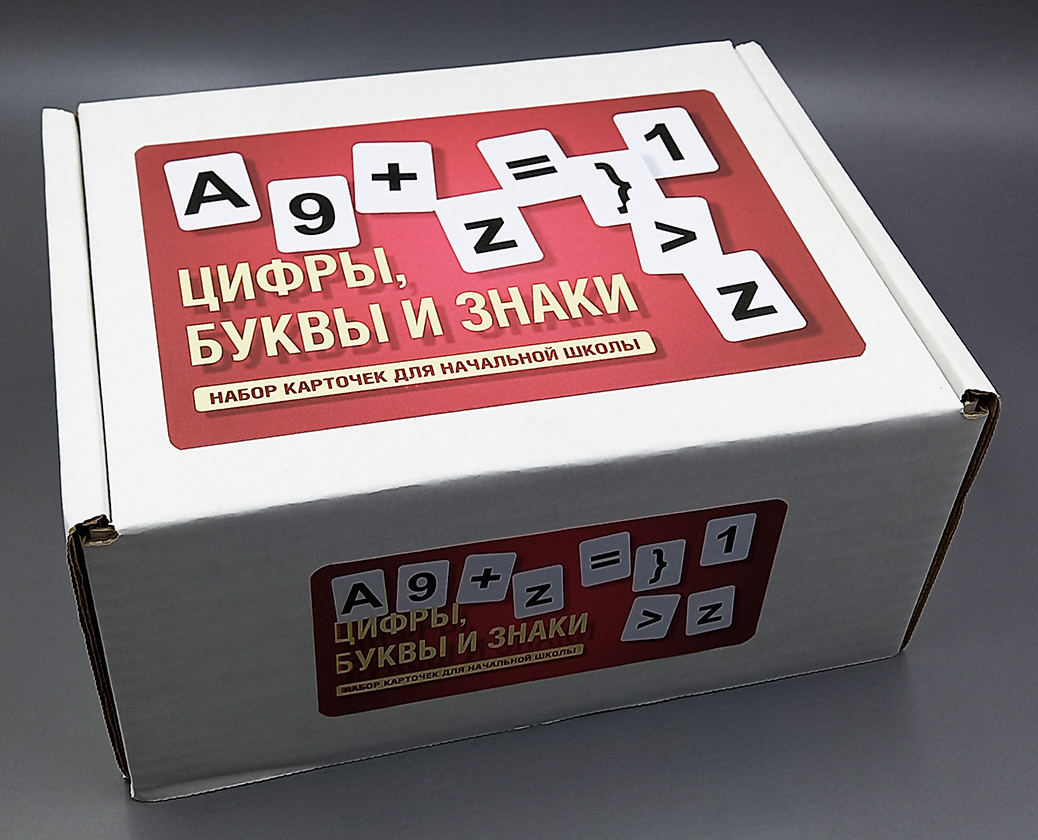 A 9 + = } 1
z > z
ЦИФРЫ,
БУКВЫ И ЗНАКИ
НАБОР КАРТОЧЕК ДЛЯ НАЧАЛЬНОЙ ШКОЛЫ
A 9 + z = } 1
> z
ЦИФРЫ,
БУКВЫ И ЗНАКИ
НАБОР КАРТОЧЕК ДЛЯ НАЧАЛЬНОЙ ШКОЛЫ